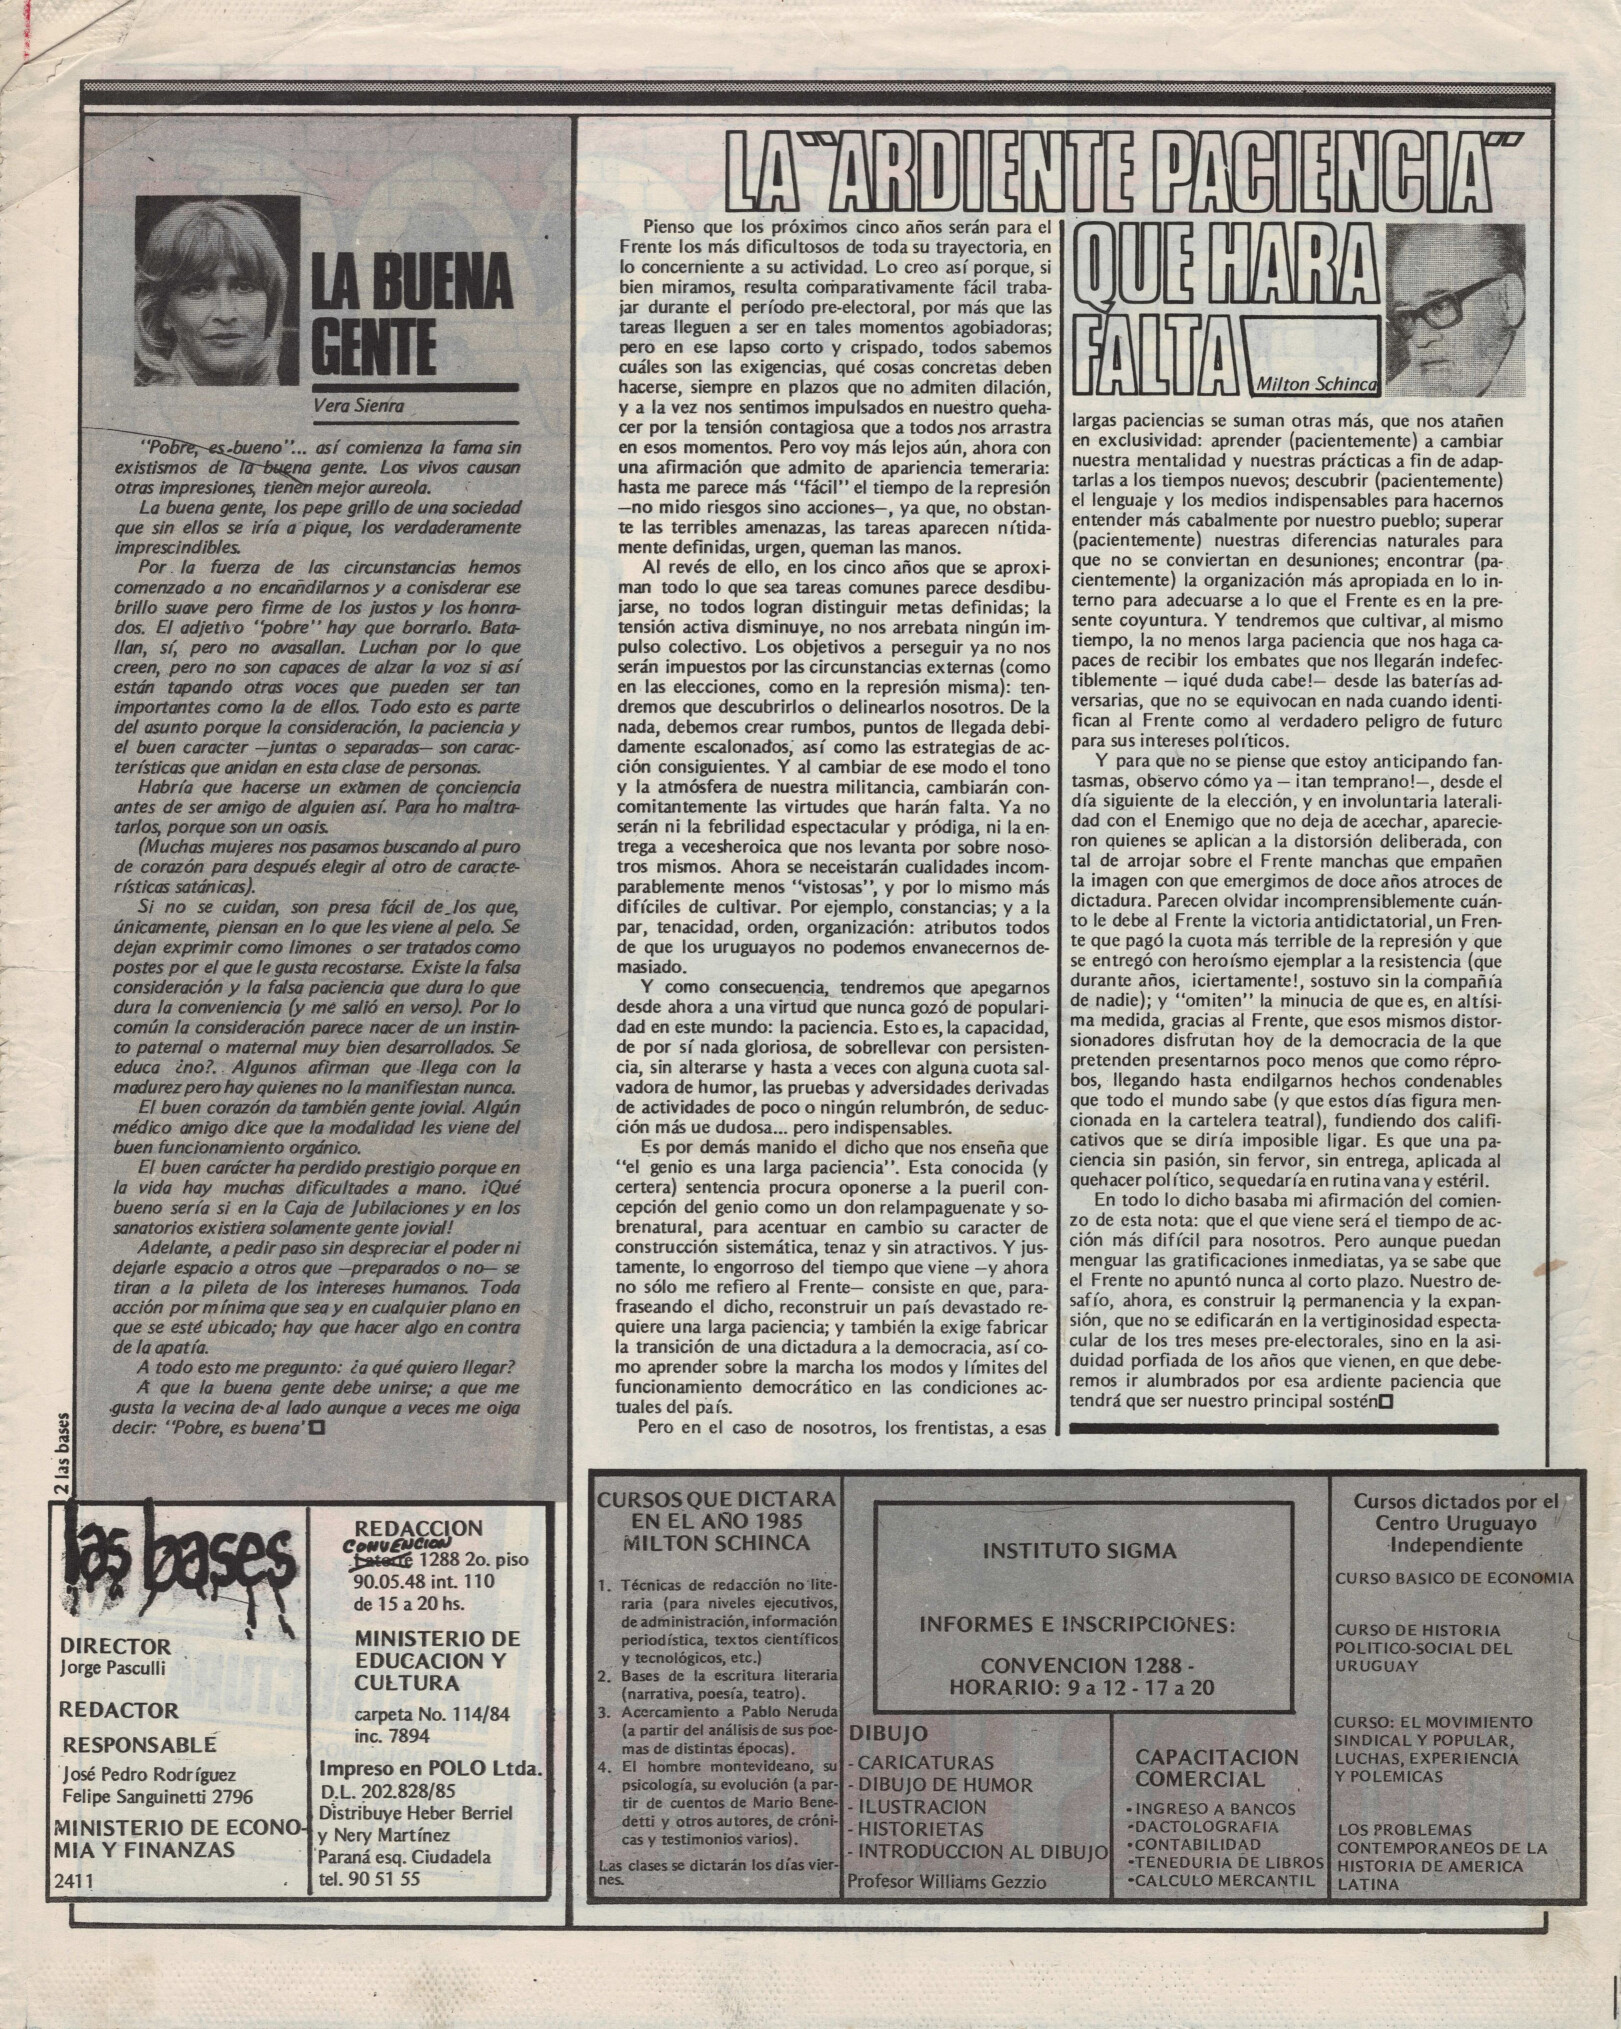 LA BUENA
GENTE
Vera Sienra
"Pobre, es bueno"... así comienza la fama sin
existismos de la buena gente. Los vivos causan
otras impresiones, tienen mejor aureola.
La buena gente, los pepe grillo de una sociedad
que sin ellos se iría a pique, los verdaderamente
imprescindibles.
Por la fuerza de las circunstancias hemos
comenzado a no encandilarnos y a conisderar ese
brillo suave pero firme de los justos y los honra-
dos. El adjetivo "pobre" hay que borrarlo. Bata-
llan, sí, pero no avasallan. Luchan por lo que
creen, pero no son capaces de alzar la voz si así
están tapando otras voces que pueden ser tan
importantes como la de ellos. Todo esto es parte
del asunto porque la consideración, la paciencia y
el buen caracter —juntas o separadas— son carac-
terísticas que anidan en esta clase de personas.
Habría que hacerse un examen de conciencia
antes de ser amigo de alguien así. Para no maltra-
tarlos, porque son un oasis.
(Muchas mujeres nos pasamos buscando al puro
de corazón para después elegir al otro de caracte-
rísticas satánicas).
Si no se cuidan, son presa fácil de los que,
únicamente, piensan en lo que les viene al pelo. Se
dejan exprimir como limones o ser tratados como
postes por el que le gusta recostarse. Existe la falsa
consideración y la falsa paciencia que dura lo que
dura la conveniencia (y me salió en verso). Por lo
común la consideración parece nacer de un instin-
to paternal o maternal muy bien desarrollados. Se
educa ¿no?. Algunos afirman que llega con la
madurez pero hay quienes no la manifiestan nunca.
El buen corazón da también gente jovial. Algún
médico amigo dice que la modalidad les viene del
buen funcionamiento orgánico.
El buen carácter ha perdido prestigio porque en
la vida hay muchas dificultades a mano. ¡Qué
bueno sería si en la Caja de Jubilaciones y en los
sanatorios existiera solamente gente jovial!
Adelante, a pedir paso sin despreciar el poder ni
dejarle espacio a otros que —preparados o no— se
tiran a la pileta de los intereses humanos. Toda
acción por mínima que sea y en cualquier plano en
que se esté ubicado; hay que hacer algo en contra
de la apatía.
A todo esto me pregunto: ¿a qué quiero llegar?
A que la buena gente debe unirse; a que me
gusta la vecina de al lado aunque a veces me oiga
decir: "Pobre, es buena"
2 las bases
LA "ARDIENTE PACIENCIA"
QUE HARA
FALTA
Milton Schinca
Pienso que los próximos cinco años serán para el
Frente los más dificultosos de toda su trayectoria, en
lo concerniente a su actividad. Lo creo así porque, si
bien miramos, resulta comparativamente fácil traba-
jar durante el período pre-electoral, por más que las
tareas lleguen a ser en tales momentos agobiadoras;
pero en ese lapso corto y crispado, todos sabemos
cuáles son las exigencias, qué cosas concretas deben
hacerse, siempre en plazos que no admiten dilación,
y a la vez nos sentimos impulsados en nuestro queha-
cer por la tensión contagiosa que a todos nos arrastra
en esos momentos. Pero voy más lejos aún, ahora con
una afirmación que admito de apariencia temeraria:
hasta me parece más "fácil" el tiempo de la represión
—no mido riesgos sino acciones—, ya que, no obstan-
te las terribles amenazas, las tareas aparecen nítida-
mente definidas, urgen, queman las manos.
Al revés de ello, en los cinco años que se aproxi-
man todo lo que sea tareas comunes parece desdibu-
jarse, no todos logran distinguir metas definidas; la
tensión activa disminuye, no nos arrebata ningún im-
pulso colectivo. Los objetivos a perseguir ya no nos
serán impuestos por las circunstancias externas (como
en las elecciones, como en la represión misma): ten-
dremos que descubrirlos o delinearlos nosotros. De la
nada, debemos crear rumbos, puntos de llegada debi-
damente escalonados, así como las estrategias de ac-
ción consiguientes. Y al cambiar de ese modo el tono
y la atmósfera de nuestra militancia, cambiarán con-
comitantemente las virtudes que harán falta. Ya no
serán ni la febrilidad espectacular y pródiga, ni la en-
trega a vecesheroica que nos levanta por sobre noso-
tros mismos. Ahora se neceistarán cualidades incom-
parablemente menos "vistosas", y por lo mismo más
difíciles de cultivar. Por ejemplo, constancias; y a la
par, tenacidad, orden, organización: atributos todos
de que los uruguayos no podemos envanecernos de-
masiado.
Y como consecuencia, tendremos que apegarnos
desde ahora a una virtud que nunca gozó de populari-
dad en este mundo: la paciencia. Esto es, la capacidad,
de por sí nada gloriosa, de sobrellevar con persisten-
cia, sin alterarse y hasta a veces con alguna cuota sal-
vadora de humor, las pruebas y adversidades derivadas
de actividades de poco o ningún relumbrón, de seduc-
ción más ue dudosa... pero indispensables.
Es por demás manido el dicho que nos enseña que
"el genio es una larga paciencia". Esta conocida (y
certera) sentencia procura oponerse a la pueril con-
cepción del genio como un don relampaguenate y so-
brenatural, para acentuar en cambio su caracter de
construcción sistemática, tenaz y sin atractivos. Y jus-
tamente, lo engorroso del tiempo que viene —y ahora
no sólo me refiero al Frente— consiste en que, para-
fraseando el dicho, reconstruir un país devastado re-
quiere una larga paciencia; y también la exige fabricar
la transición de una dictadura a la democracia, así co-
mo aprender sobre la marcha los modos y límites del
funcionamiento democrático en las condiciones ac-
tuales del país.
Pero en el caso de nosotros, los frentistas, a esas
largas paciencias se suman otras más, que nos atañen
en exclusividad: aprender (pacientemente) a cambiar
nuestra mentalidad y nuestras prácticas a fin de adap-
tarlas a los tiempos nuevos; descubrir (pacientemente)
el lenguaje y los medios indispensables para hacernos
entender más cabalmente por nuestro pueblo; superar
(pacientemente) nuestras diferencias naturales para
que no se conviertan en desuniones; encontrar (pa-
cientemente) la organización más apropiada en lo in-
terno para adecuarse a lo que el Frente es en la pre-
sente coyuntura. Y tendremos que cultivar, al mismo
tiempo, la no menos larga paciencia que nos haga ca-
paces de recibir los embates que nos llegarán indefec-
tiblemente — ¡qué duda cabe!— desde las baterías ad-
versarias, que no se equivocan en nada cuando identi-
fican al Frente como al verdadero peligro de futuro
para sus intereses políticos.
Y para que no se piense que estoy anticipando fan-
tasmas, observo cómo ya — ¡tan temprano!—, desde el
día siguiente de la elección, y en involuntaria laterali-
dad con el Enemigo que no deja de acechar, aparecie-
ron quienes se aplican a la distorsión deliberada, con
tal de arrojar sobre el Frente manchas que empañen
la imagen con que emergimos de doce años atroces de
dictadura. Parecen olvidar incomprensiblemente cuán-
to le debe al Frente la victoria antidictatorial, un Fren-
te que pagó la cuota más terrible de la represión y que
se entregó con heroísmo ejemplar a la resistencia (que
durante años, ¡ciertamente!, sostuvo sin la compañía
de nadie); y "omiten" la minucia de que es, en altísi-
ma medida, gracias al Frente, que esos mismos distor-
sionadores disfrutan hoy de la democracia de la que
pretenden presentarnos poco menos que como répro-
bos, llegando hasta endilgarnos hechos condenables
que todo el mundo sabe (y que estos días figura men-
cionada en la cartelera teatral), fundiendo dos califi-
cativos que se diría imposible ligar. Es que una pa-
ciencia sin pasión, sin fervor, sin entrega, aplicada al
quehacer político, se quedaría en rutina vana y estéril.
En todo lo dicho basaba mi afirmación del comien-
zo de esta nota: que el que viene será el tiempo de ac-
ción más difícil para nosotros. Pero aunque puedan
menguar las gratificaciones inmediatas, ya se sabe que
el Frente no apuntó nunca al corto plazo. Nuestro de-
safío, ahora, es construir la permanencia y la expan-
sión, que no se edificarán en la vertiginosidad especta-
cular de los tres meses pre-electorales, sino en la asi-
duidad porfiada de los años que vienen, en que debe-
remos ir alumbrados por esa ardiente paciencia que
tendrá que ser nuestro principal sostén
las bases
DIRECTOR
Jorge Pasculli
REDACTOR
RESPONSABLE
José Pedro Rodríguez
Felipe Sanguinetti 2796
MINISTERIO DE ECONO-
MIA Y FINANZAS
2411
REDACCION
CONVENCION
Latorre 1288 2o. piso
90.05.48 int. 110
de 15 a 20 hs.
MINISTERIO DE
EDUCACION Y
CULTURA
carpeta No. 114/84
inc. 7894
Impreso en POLO Ltda.
D.L. 202.828/85
Distribuye Heber Berriel
y Nery Martínez
Paraná esq. Ciudadela
tel. 90 51 55
CURSOS QUE DICTARA
EN EL AÑO 1985
MILTON SCHINCA
1. Técnicas de redacción no lite-
raria (para niveles ejecutivos,
de administración, información
periodística, textos científicos
y tecnológicos, etc.)
2. Bases de la escritura literaria
(narrativa, poesía, teatro).
3. Acercamiento a Pablo Neruda
(a partir del análisis de sus poe-
mas de distintas épocas).
4. El hombre montevideano, su
psicología, su evolución (a par-
tir de cuentos de Mario Bene-
detti y otros autores, de cróni-
cas y testimonios varios).
Las clases se dictarán los días vier-
nes.
INSTITUTO SIGMA
INFORMES E INSCRIPCIONES:
CONVENCION 1288 -
HORARIO: 9 a 12 - 17 a 20
DIBUJO
- CARICATURAS
- DIBUJO DE HUMOR
- ILUSTRACION
- HISTORIETAS
- INTRODUCCION AL DIBUJO
Profesor Williams Gezzio
CAPACITACION
COMERCIAL
• INGRESO A BANCOS
• DACTOLOGRAFIA
• CONTABILIDAD
• TENEDURIA DE LIBROS
• CALCULO MERCANTIL
Cursos dictados por el
Centro Uruguayo
Independiente
CURSO BASICO DE ECONOMIA
CURSO DE HISTORIA
POLITICO-SOCIAL DEL
URUGUAY
CURSO: EL MOVIMIENTO
SINDICAL Y POPULAR,
LUCHAS, EXPERIENCIA
Y POLEMICAS
LOS PROBLEMAS
CONTEMPORANEOS DE LA
HISTORIA DE AMERICA
LATINA